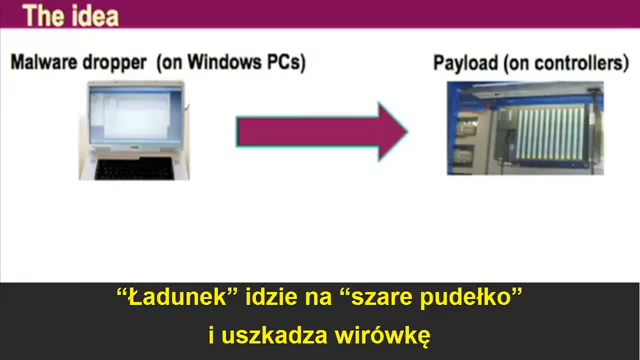 The idea
Malware dropper (on Windows PCs)
Payload (on controllers)
“Ładunek” idzie na “szare pudełko”
i uszkadza wirówkę